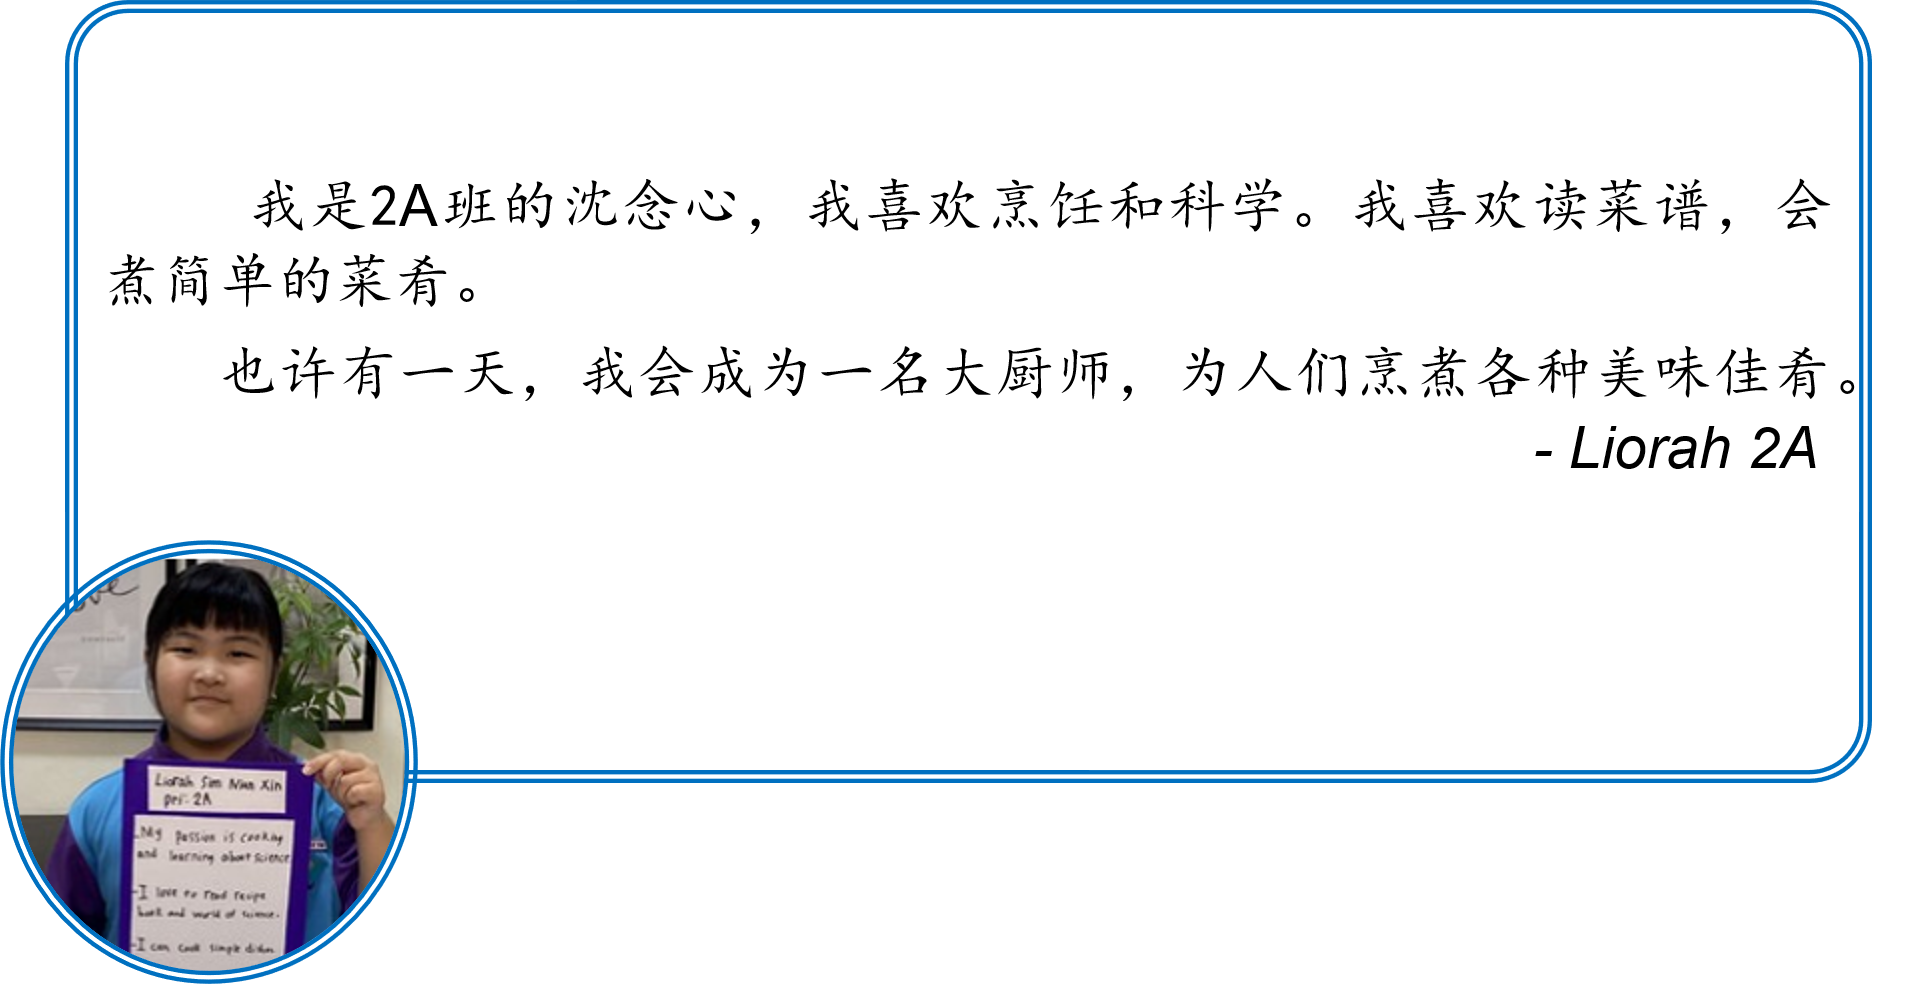 我是2A班的沈念心，我喜欢烹饪和科学。我喜欢读菜谱，会
煮简单的菜肴。
也许有一天，我会成为一名大厨师，为人们烹煮各种美味佳肴。
- Liorah 2A
Liorah Sim Nian Xin
pri: 2A
-My passion is cooking
and learning about science
-I love to read recipe
book and world of science.
-I can cook simple dishes